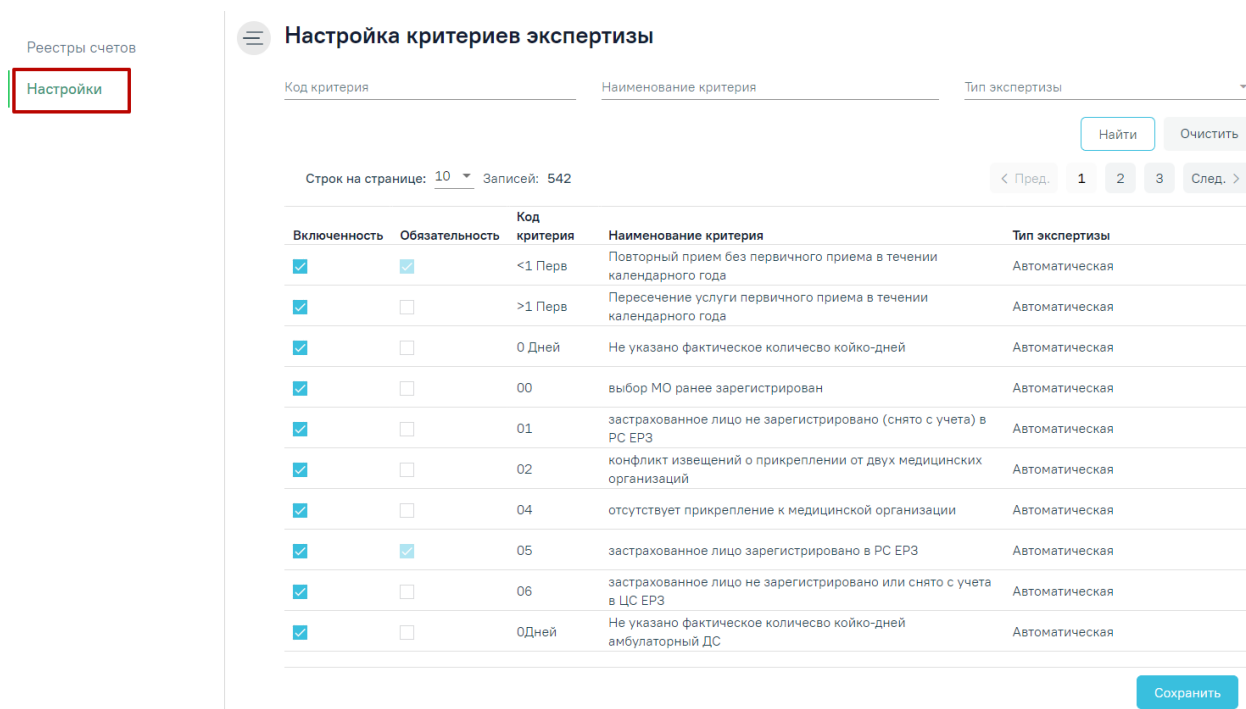 Реестры счетов
Настройки
Настройка критериев экспертизы
Код критерия Наименование критерия Тип экспертизы
Найти Очистить
Строк на странице: 10 Записей: 542 < Пред. 1 2 3 След. >
Включенность Обязательность Код критерия Наименование критерия Тип экспертизы
<1 Перв Повторный прием без первичного приема в течении Автоматическая
календарного года
>1 Перв Пересечение услуги первичного приема в течении Автоматическая
календарного года
0 Дней Не указано фактическое количесво койко-дней Автоматическая
00 выбор МО ранее зарегистрирован Автоматическая
01 застрахованное лицо не зарегистрировано (снято с учета) в Автоматическая
РС ЕРЗ
02 конфликт извещений о прикреплении от двух медицинских Автоматическая
организаций
04 отсутствует прикрепление к медицинской организации Автоматическая
05 застрахованное лицо зарегистрировано в РС ЕРЗ Автоматическая
06 застрахованное лицо не зарегистрировано или снято с учета Автоматическая
в ЦС ЕРЗ
0Дней Не указано фактическое количесво койко-дней Автоматическая
амбулаторный ДС
Сохранить